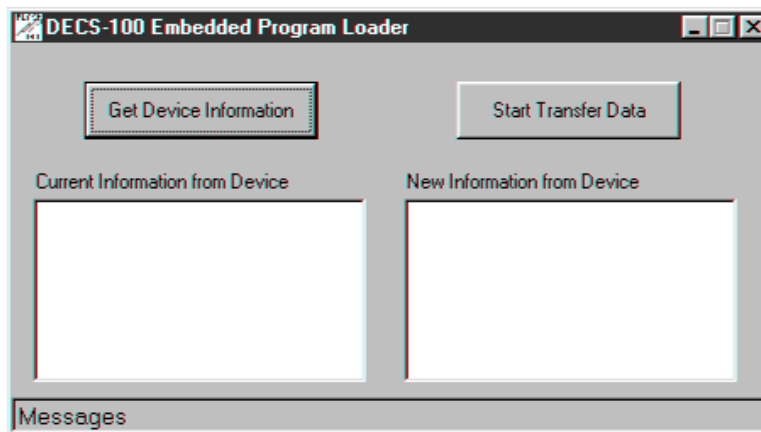 DECS-100 Embedded Program Loader
Get Device Information
Start Transfer Data
Current Information from Device
New Information from Device
Messages